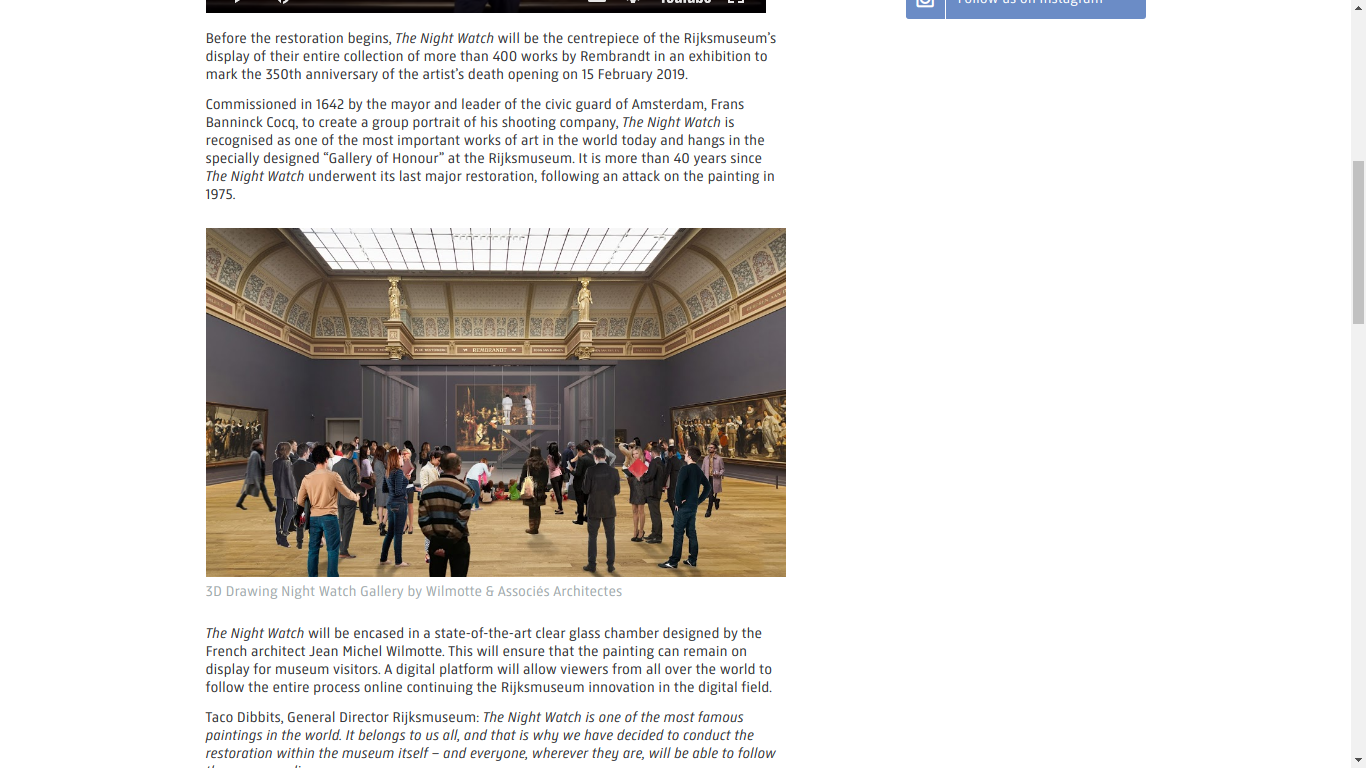 YouTube
Follow us on Instagram
Before the restoration begins, The Night Watch will be the centrepiece of the Rijksmuseum’s
display of their entire collection of more than 400 works by Rembrandt in an exhibition to
mark the 350th anniversary of the artist’s death opening on 15 February 2019.
Commissioned in 1642 by the mayor and leader of the civic guard of Amsterdam, Frans
Banninck Cocq, to create a group portrait of his shooting company, The Night Watch is
recognised as one of the most important works of art in the world today and hangs in the
specially designed “Gallery of Honour” at the Rijksmuseum. It is more than 40 years since
The Night Watch underwent its last major restoration, following an attack on the painting in
1975.
REMBRANDT
3D Drawing Night Watch Gallery by Wilmotte & Associés Architectes
The Night Watch will be encased in a state-of-the-art clear glass chamber designed by the
French architect Jean Michel Wilmotte. This will ensure that the painting can remain on
display for museum visitors. A digital platform will allow viewers from all over the world to
follow the entire process online continuing the Rijksmuseum innovation in the digital field.
Taco Dibbits, General Director Rijksmuseum: The Night Watch is one of the most famous
paintings in the world. It belongs to us all, and that is why we have decided to conduct the
restoration within the museum itself – and everyone, wherever they are, will be able to follow